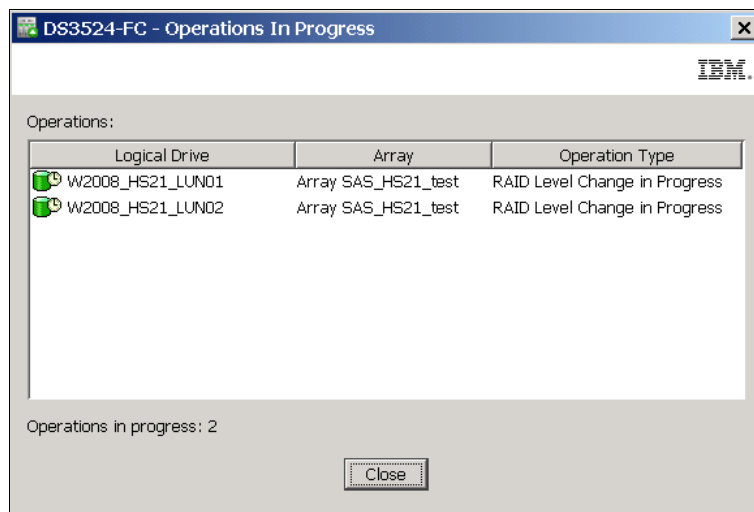 DS3524-FC - Operations In Progress
IBM.
Operations:
Logical Drive Array Operation Type
W2008_HS21_LUN01 Array SAS_HS21_test RAID Level Change in Progress
W2008_HS21_LUN02 Array SAS_HS21_test RAID Level Change in Progress
Operations in progress: 2
Close